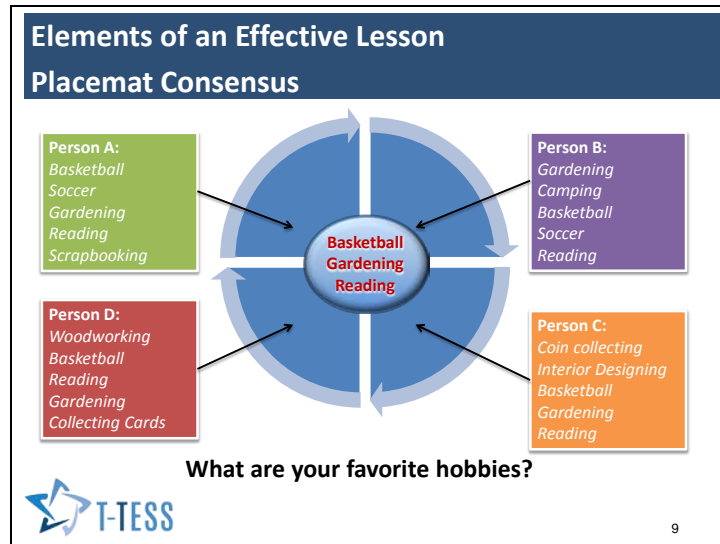 Elements of an Effective Lesson
Placemat Consensus
Person A:
Basketball
Soccer
Gardening
Reading
Scrapbooking
Person B:
Gardening
Camping
Basketball
Soccer
Reading
Basketball
Gardening
Reading
Person D:
Woodworking
Basketball
Reading
Gardening
Collecting Cards
Person C:
Coin collecting
Interior Designing
Basketball
Gardening
Reading
What are your favorite hobbies?
T-TESS
9